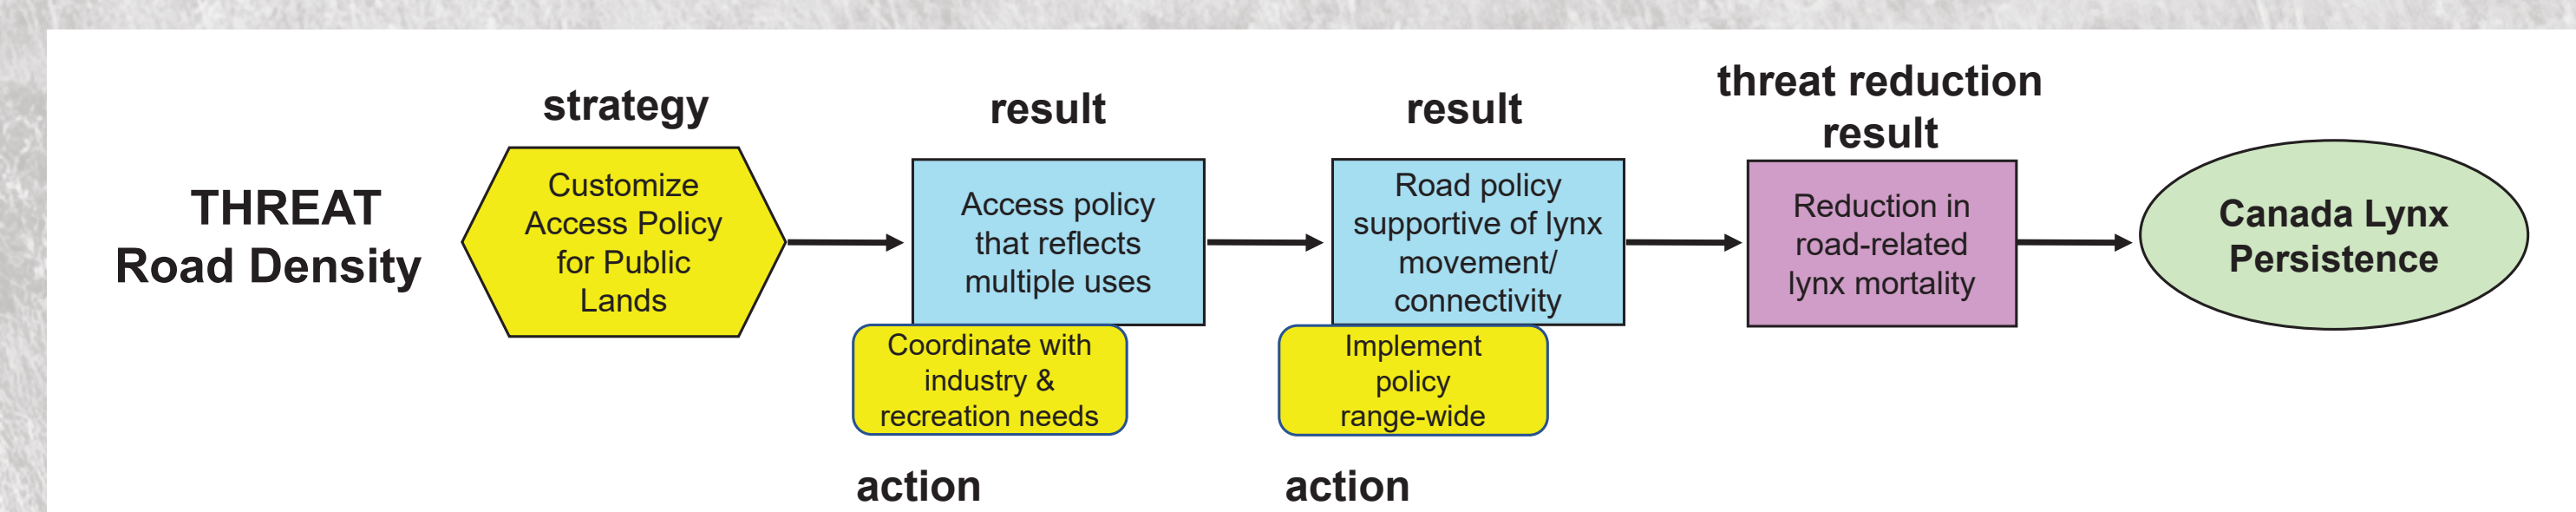 THREAT
Road Density
strategy
Customize
Access Policy
for Public
Lands
result
Access policy
that reflects
multiple uses
Coordinate with
industry &
recreation needs
action
result
Road policy
supportive of lynx
movement/
connectivity
Implement
policy
range-wide
action
threat reduction
result
Reduction in
road-related
lynx mortality
Canada Lynx
Persistence